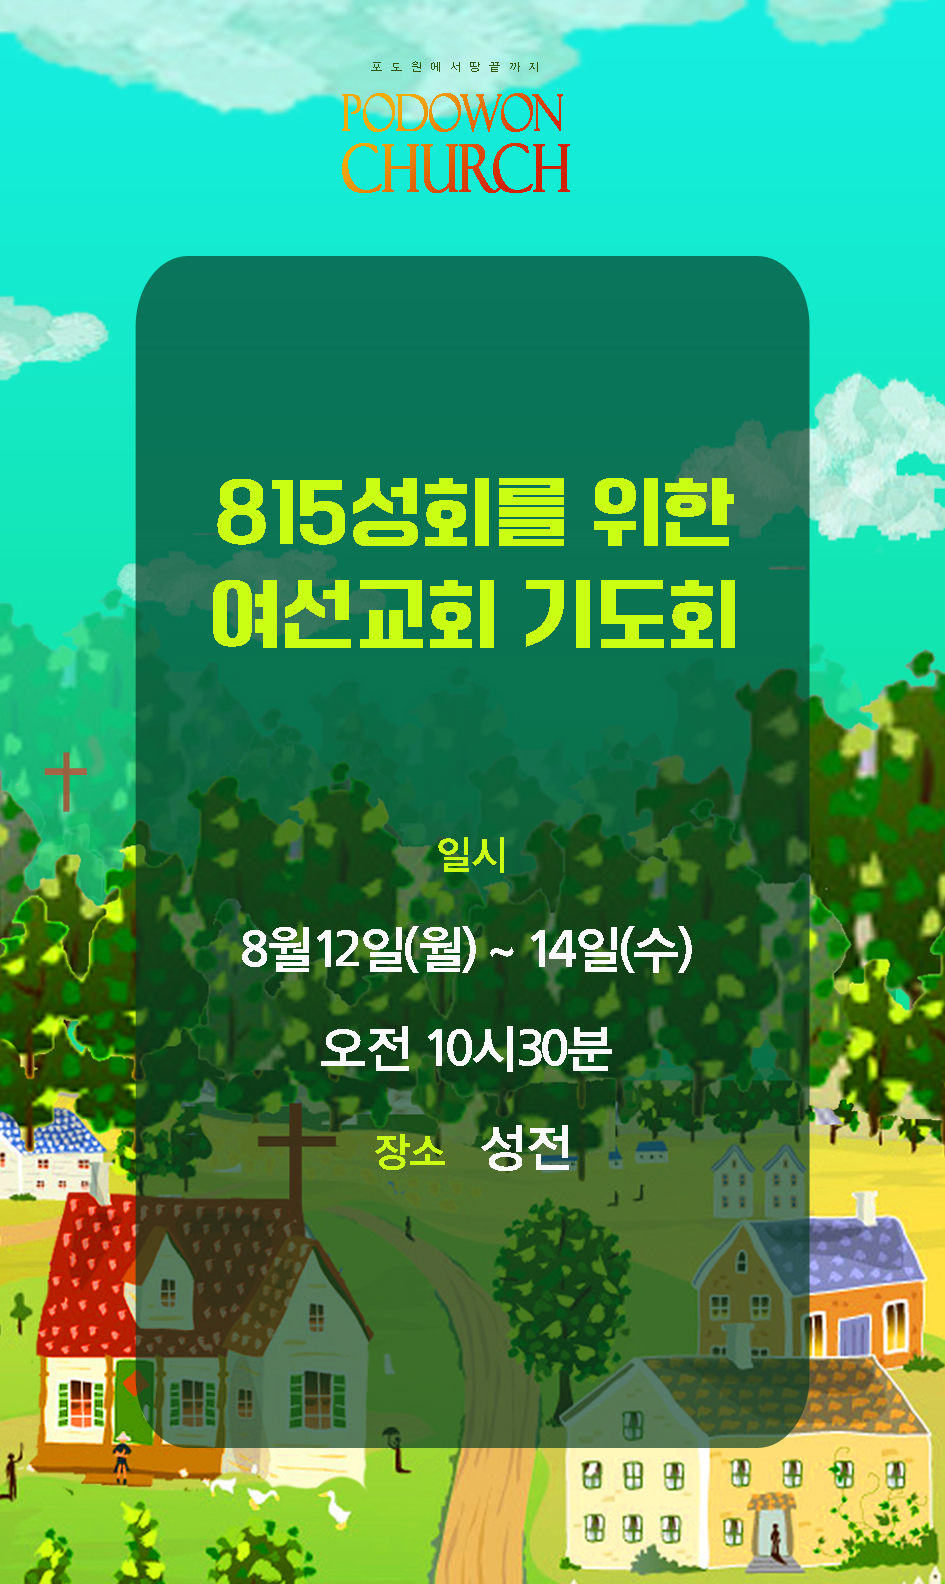 포도원에서땅끝까지
PODOWON
CHURCH
815성회를 위한
여선교회 기도회
일시
8월12일(월) ~ 14일(수)
오전 10시30분
장소 성전